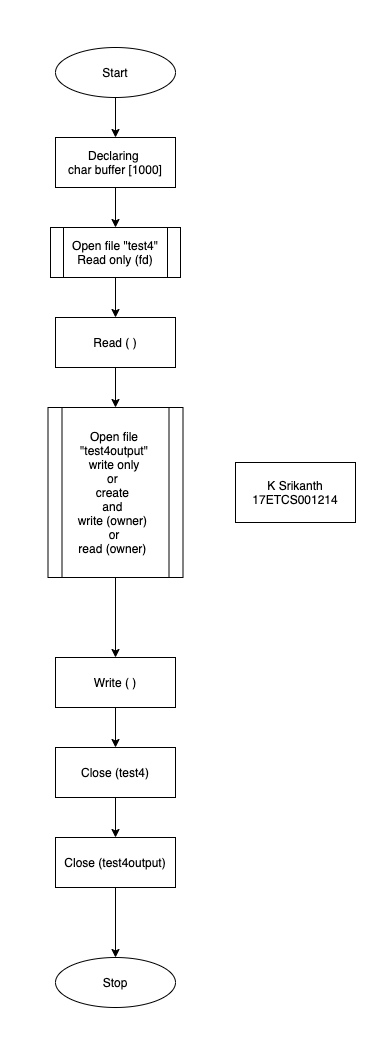 Start
Declaring
char buffer [1000]
Open file "test4"
Read only (fd)
Read ( )
Open file
"test4output"
write only
or
create
and
write (owner)
or
read (owner)
K Srikanth
17ETCS001214
Write ( )
Close (test4)
Close (test4output)
Stop